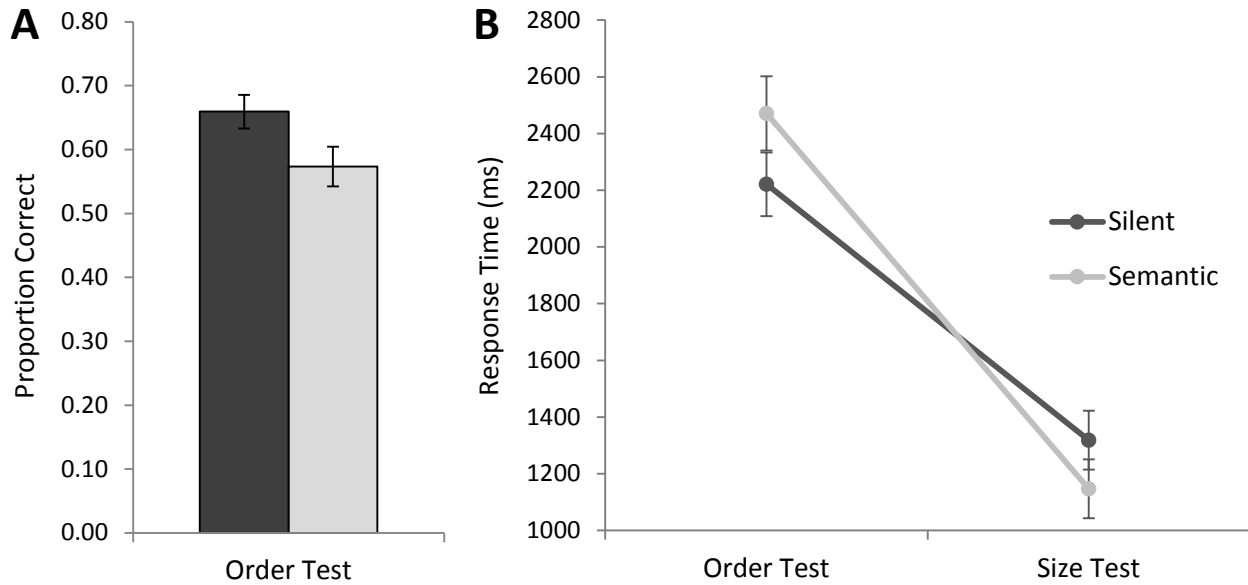 A
Proportion Correct
0.80
0.70
0.60
0.50
0.40
0.30
0.20
0.10
0.00
Order Test
B
Response Time (ms)
2800
2600
2400
2200
2000
1800
1600
1400
1200
1000
Order Test
Size Test
Silent
Semantic